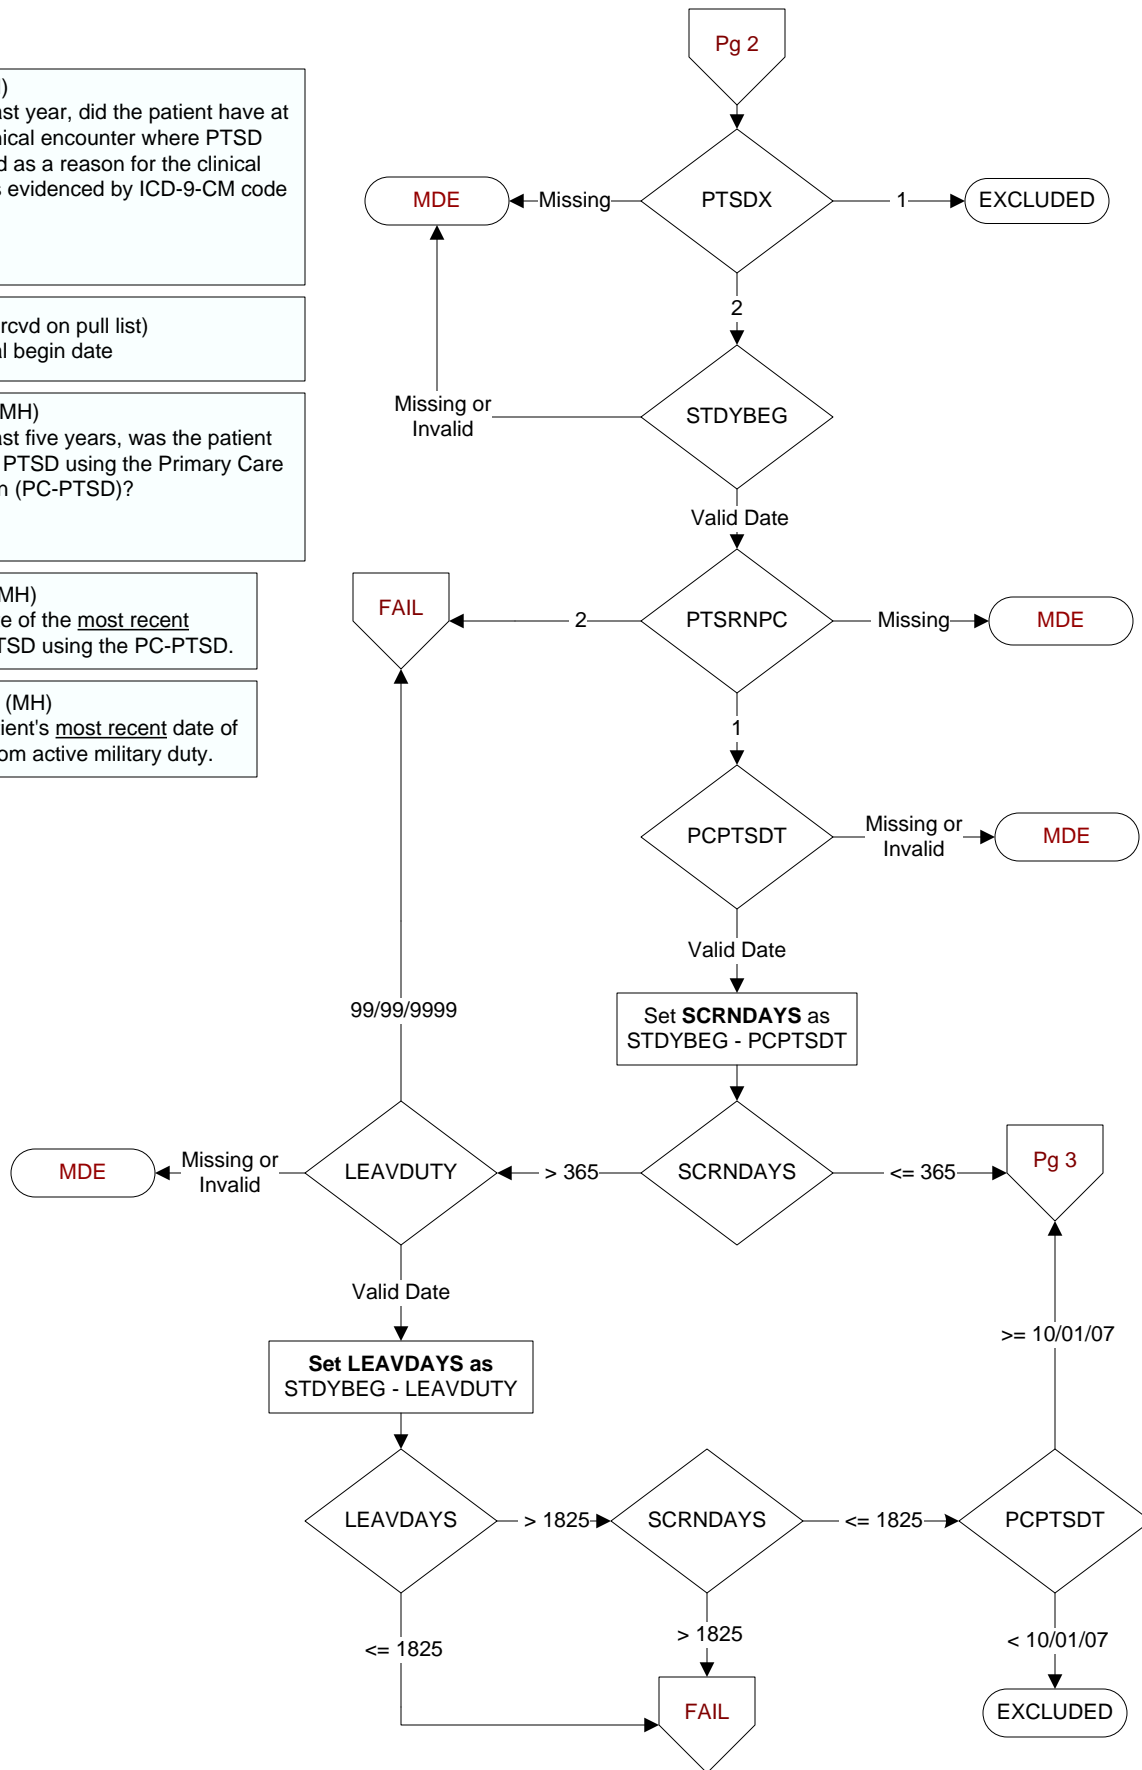 Pg 2
ast year, did the patient have at
nical encounter where PTSD
d as a reason for the clinical
s evidenced by ICD-9-CM code
rcvd on pull list)
al begin date
MH)
ast five years, was the patient
PTSD using the Primary Care
n (PC-PTSD)?
MH)
e of the most recent
TSD using the PC-PTSD.
(MH)
ient's most recent date of
om active military duty.
MDE
Missing
PTSDX
1
EXCLUDED
2
Missing or
Invalid
STDYBEG
Valid Date
FAIL
2
PTSRNPC
Missing
MDE
1
PCPTSDT
Missing or
Invalid
MDE
Valid Date
99/99/9999
Set SCRNDAYS as
STDYBEG - PCPTSDT
MDE
Missing or
Invalid
LEAVDUTY
> 365
SCRNDAYS
<= 365
Pg 3
Valid Date
>= 10/01/07
Set LEAVDAYS as
STDYBEG - LEAVDUTY
LEAVDAYS
> 1825
SCRNDAYS
<= 1825
PCPTSDT
<= 1825
> 1825
< 10/01/07
FAIL
EXCLUDED